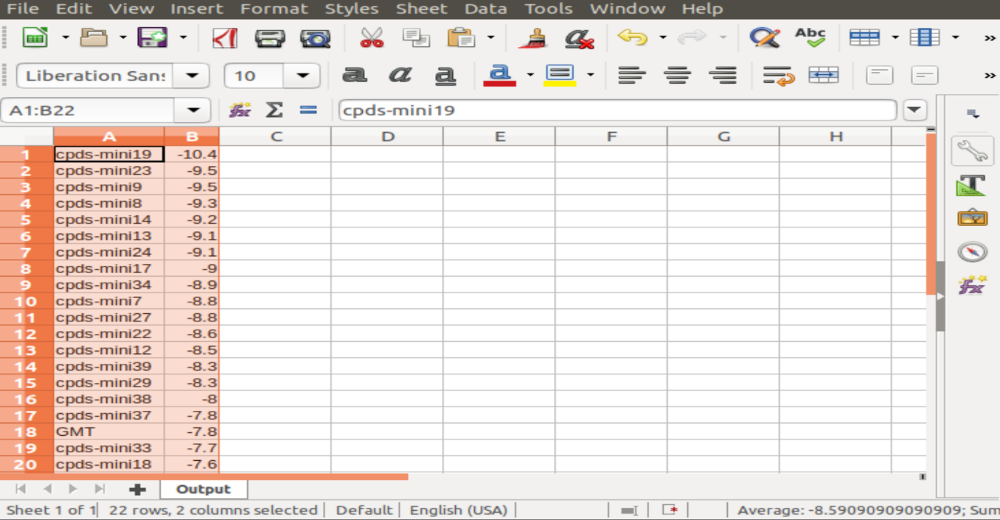 File Edit View Insert Format Styles Sheet Data Tools Window Help
Abc
Liberation Sans 10 a a a a
A1:B22 fx Σ = cpds-mini19
A B C D E F G H
1 cpds-mini19 -10.4
2 cpds-mini23 -9.5
3 cpds-mini9 -9.5
4 cpds-mini8 -9.3
5 cpds-mini14 -9.2
6 cpds-mini13 -9.1
7 cpds-mini24 -9.1
8 cpds-mini17 -9
9 cpds-mini34 -8.9
10 cpds-mini7 -8.8
11 cpds-mini27 -8.8
12 cpds-mini22 -8.6
13 cpds-mini12 -8.5
14 cpds-mini39 -8.3
15 cpds-mini29 -8.3
16 cpds-mini38 -8
17 cpds-mini37 -7.8
18 GMT -7.8
19 cpds-mini33 -7.7
20 cpds-mini18 -7.6
Output
Sheet 1 of 1 22 rows, 2 columns selected Default English (USA) Average: -8.59090909090909; Sum